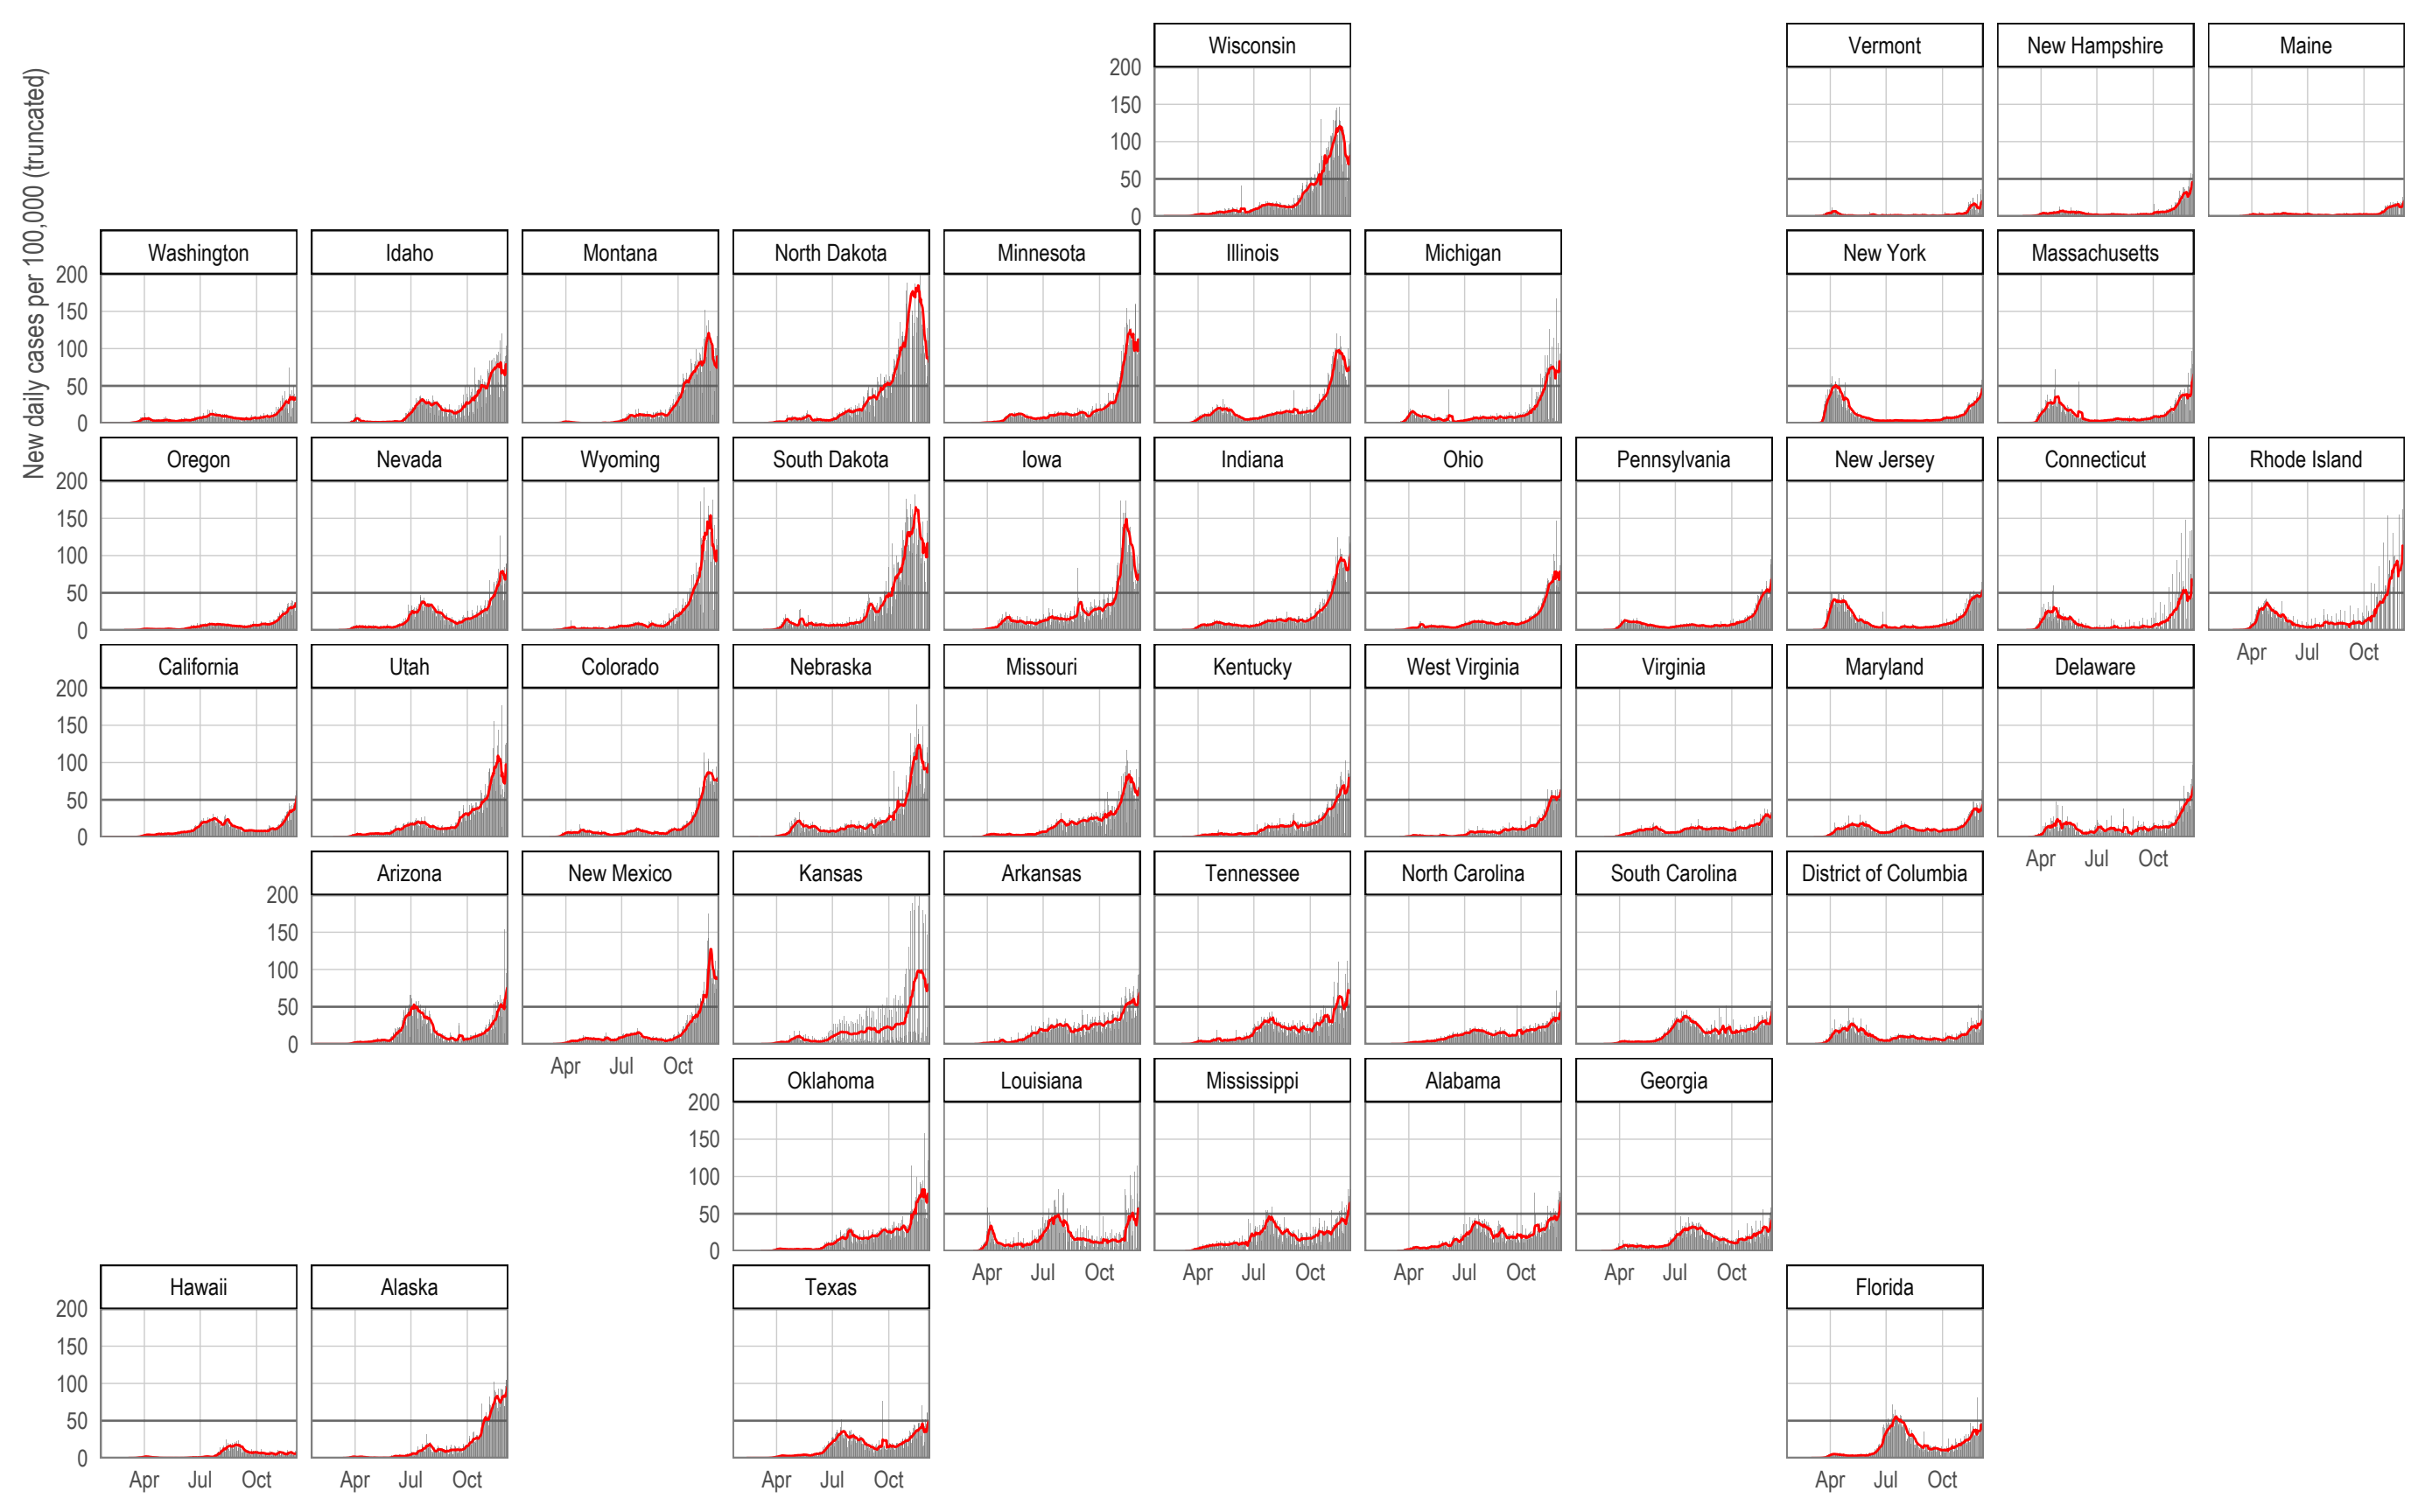 New daily cases per 100,000 (truncated)
Wisconsin Vermont New Hampshire Maine
200
150
100
50
0
Washington Idaho Montana North Dakota Minnesota Illinois Michigan New York Massachusetts
200
150
100
50
0
Oregon Nevada Wyoming South Dakota Iowa Indiana Ohio Pennsylvania New Jersey Connecticut Rhode Island
200
150
100
50
0
Apr Jul Oct
California Utah Colorado Nebraska Missouri Kentucky West Virginia Virginia Maryland Delaware
200
150
100
50
0
Apr Jul Oct
Arizona New Mexico Kansas Arkansas Tennessee North Carolina South Carolina District of Columbia
200
150
100
50
0
Apr Jul Oct
Oklahoma Louisiana Mississippi Alabama Georgia
200
150
100
50
0
Apr Jul Oct Apr Jul Oct Apr Jul Oct Apr Jul Oct
Hawaii Alaska Texas Florida
200
150
100
50
0
Apr Jul Oct Apr Jul Oct Apr Jul Oct Apr Jul Oct